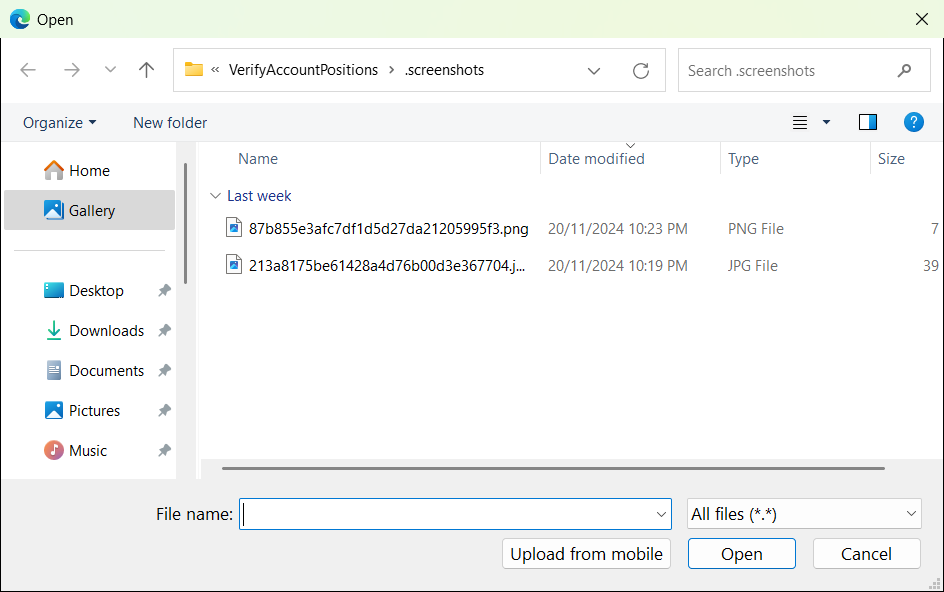 Open
« VerifyAccountPositions > .screenshots
Search .screenshots
Organize New folder
?
Name Date modified Type Size
Home
Gallery
Desktop
Downloads
Documents
Pictures
Music
Last week
87b855e3afc7df1d5d27da21205995f3.png 20/11/2024 10:23 PM PNG File 7
213a8175be61428a4d76b00d3e367704.j... 20/11/2024 10:19 PM JPG File 39
File name: All files (*.*)
Upload from mobile Open Cancel